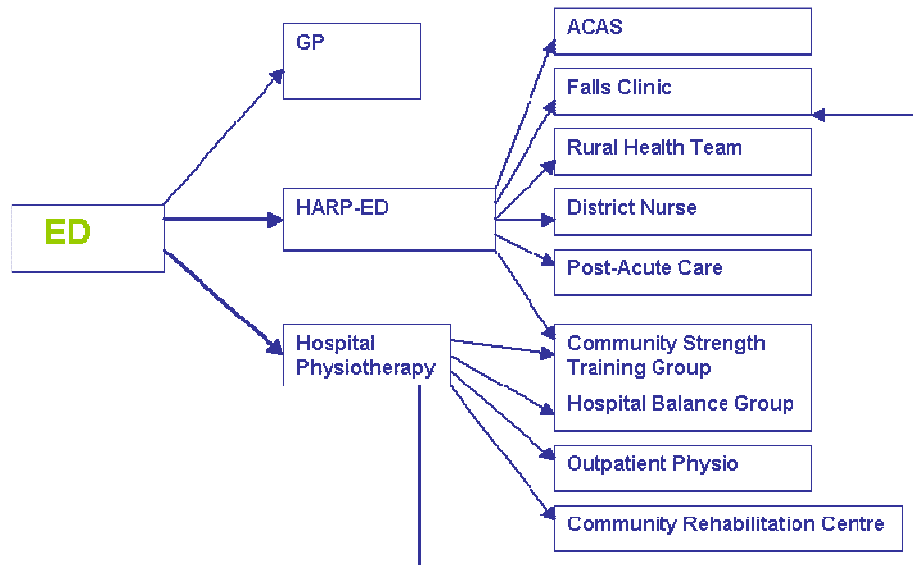 ED
GP
HARP-ED
Hospital
Physiotherapy
ACAS
Falls Clinic
Rural Health Team
District Nurse
Post-Acute Care
Community Strength
Training Group
Hospital Balance Group
Outpatient Physio
Community Rehabilitation Centre